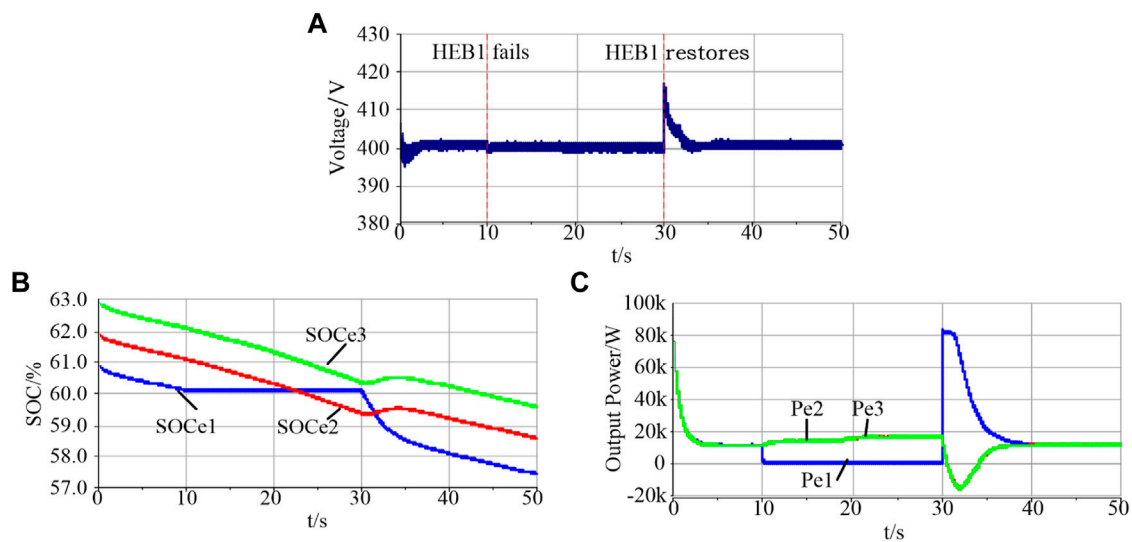 A
430
420
410
400
390
380
Voltage/V
HEB1 fails
HEB1 restores
0
10
20
30
40
50
t/s
B
63.0
62.0
61.0
60.0
59.0
58.0
57.0
SOC/%
SOCe3
SOCe1
SOCe2
0
10
20
30
40
50
t/s
C
100k
80k
60k
40k
20k
0
-20k
Output Power/W
Pe2
Pe3
Pe1
0
10
20
30
40
50
t/s